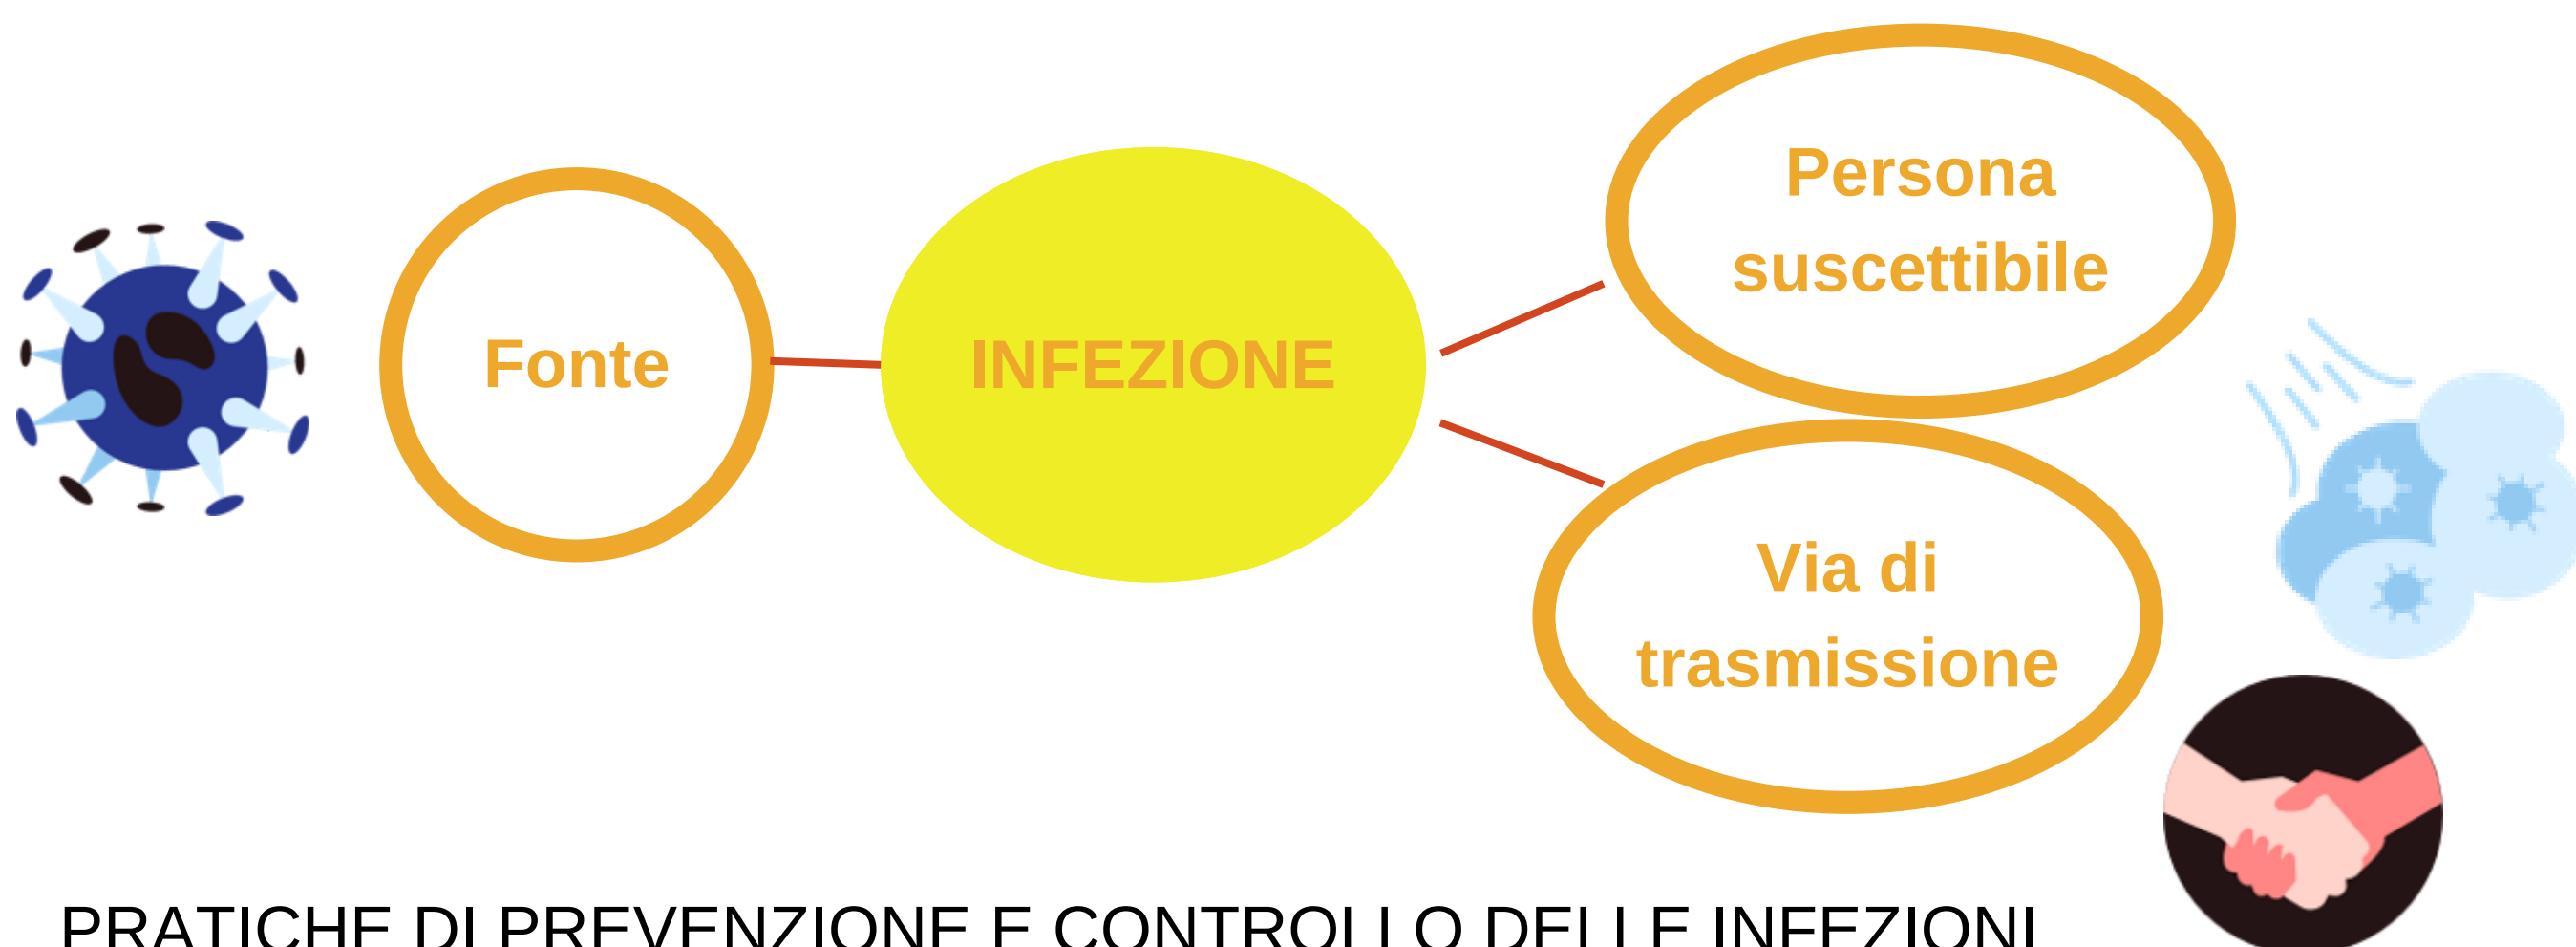 Persona
suscettibile
Fonte
INFEZIONE
Via di
trasmissione
PRATICHE DI PREVENZIONE E CONTROLLO DELLE INFEZIONI